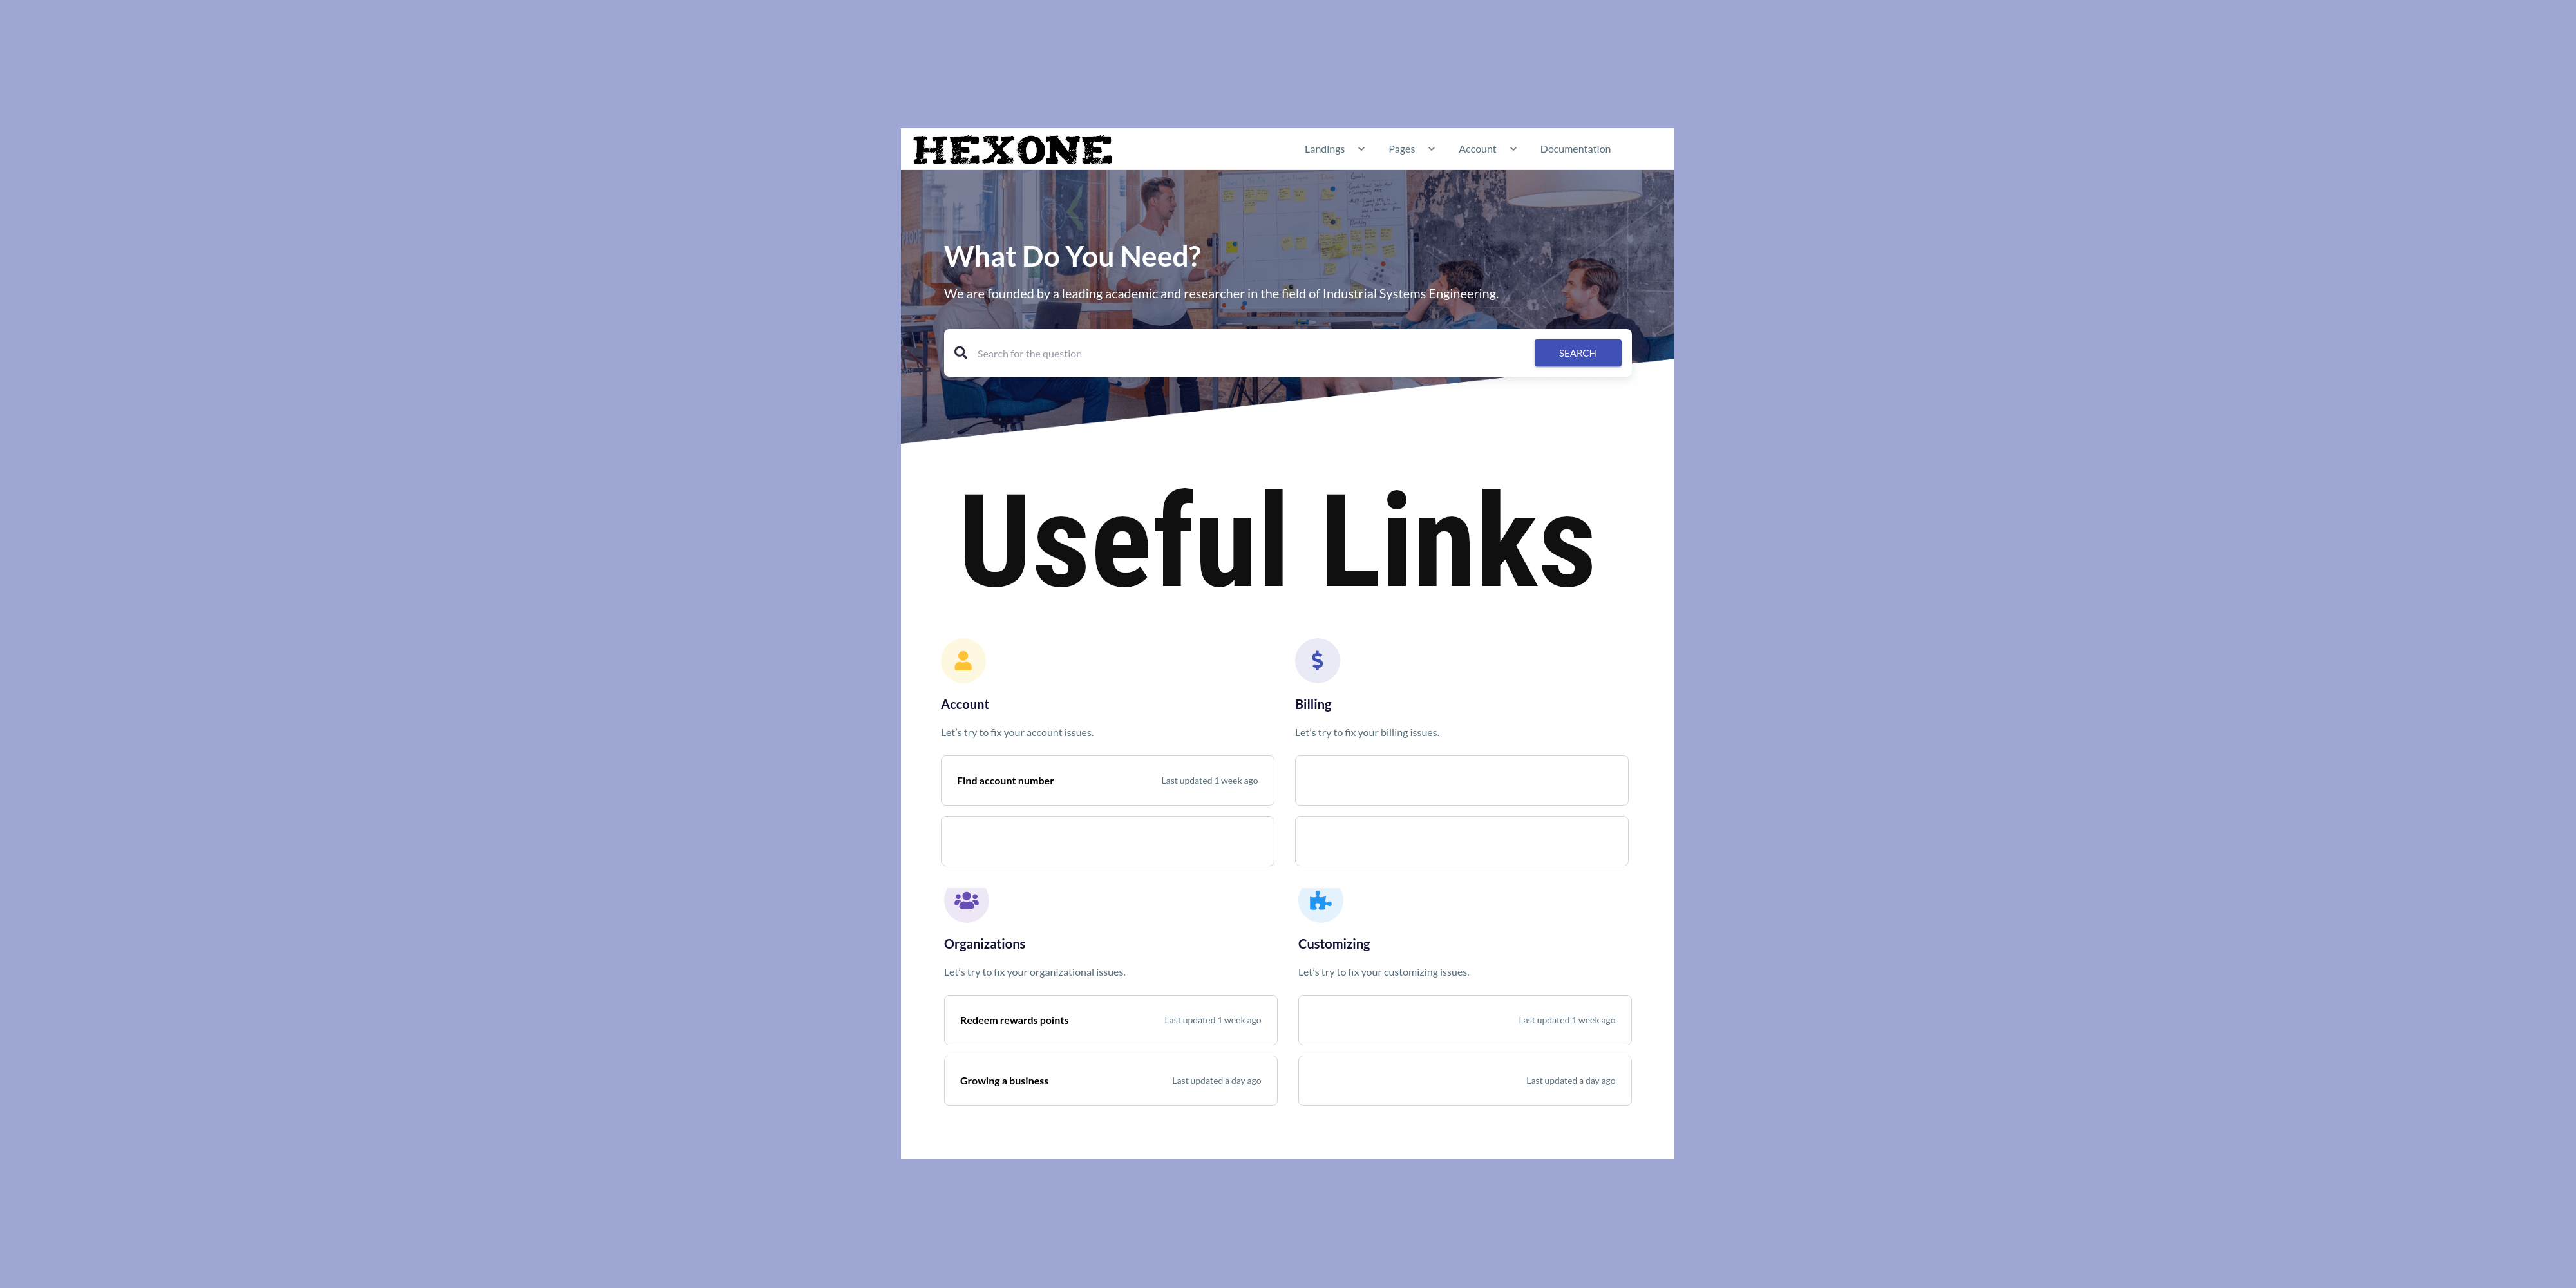 HEXONE
Landings Pages Account Documentation
What Do You Need?
We are founded by a leading academic and researcher in the field of Industrial Systems Engineering.
Search for the question SEARCH
Useful Links
Account
Let's try to fix your account issues.
Find account number Last updated 1 week ago
Billing
Let's try to fix your billing issues.
Organizations
Let's try to fix your organizational issues.
Redeem rewards points Last updated 1 week ago
Growing a business Last updated a day ago
Customizing
Let's try to fix your customizing issues.
Last updated 1 week ago
Last updated a day ago